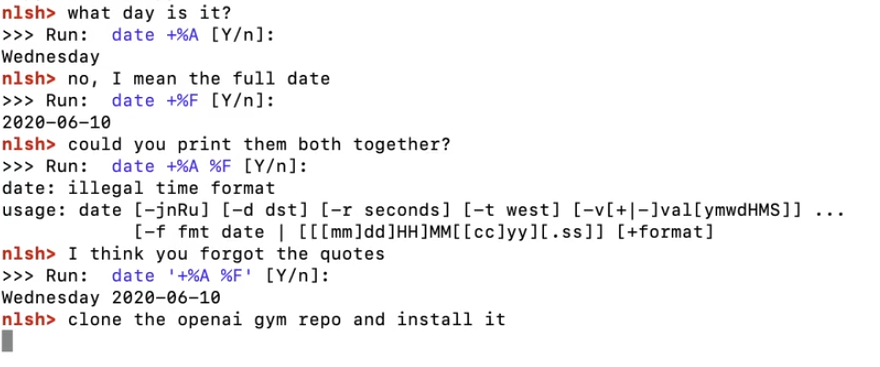 nlsh> what day is it?
>>> Run:  date +%A [Y/n]:
Wednesday
nlsh> no, I mean the full date
>>> Run:  date +%F [Y/n]:
2020-06-10
nlsh> could you print them both together?
>>> Run:  date +%A %F [Y/n]:
date: illegal time format
usage: date [-jnRu] [-d dst] [-r seconds] [-t west] [-v[+|-]val[ymwdHMS]] ...
            [-f fmt date | [[[mm]dd]HH]MM[[cc]yy][.ss]] [+format]
nlsh> I think you forgot the quotes
>>> Run:  date '+%A %F' [Y/n]:
Wednesday 2020-06-10
nlsh> clone the openai gym repo and install it